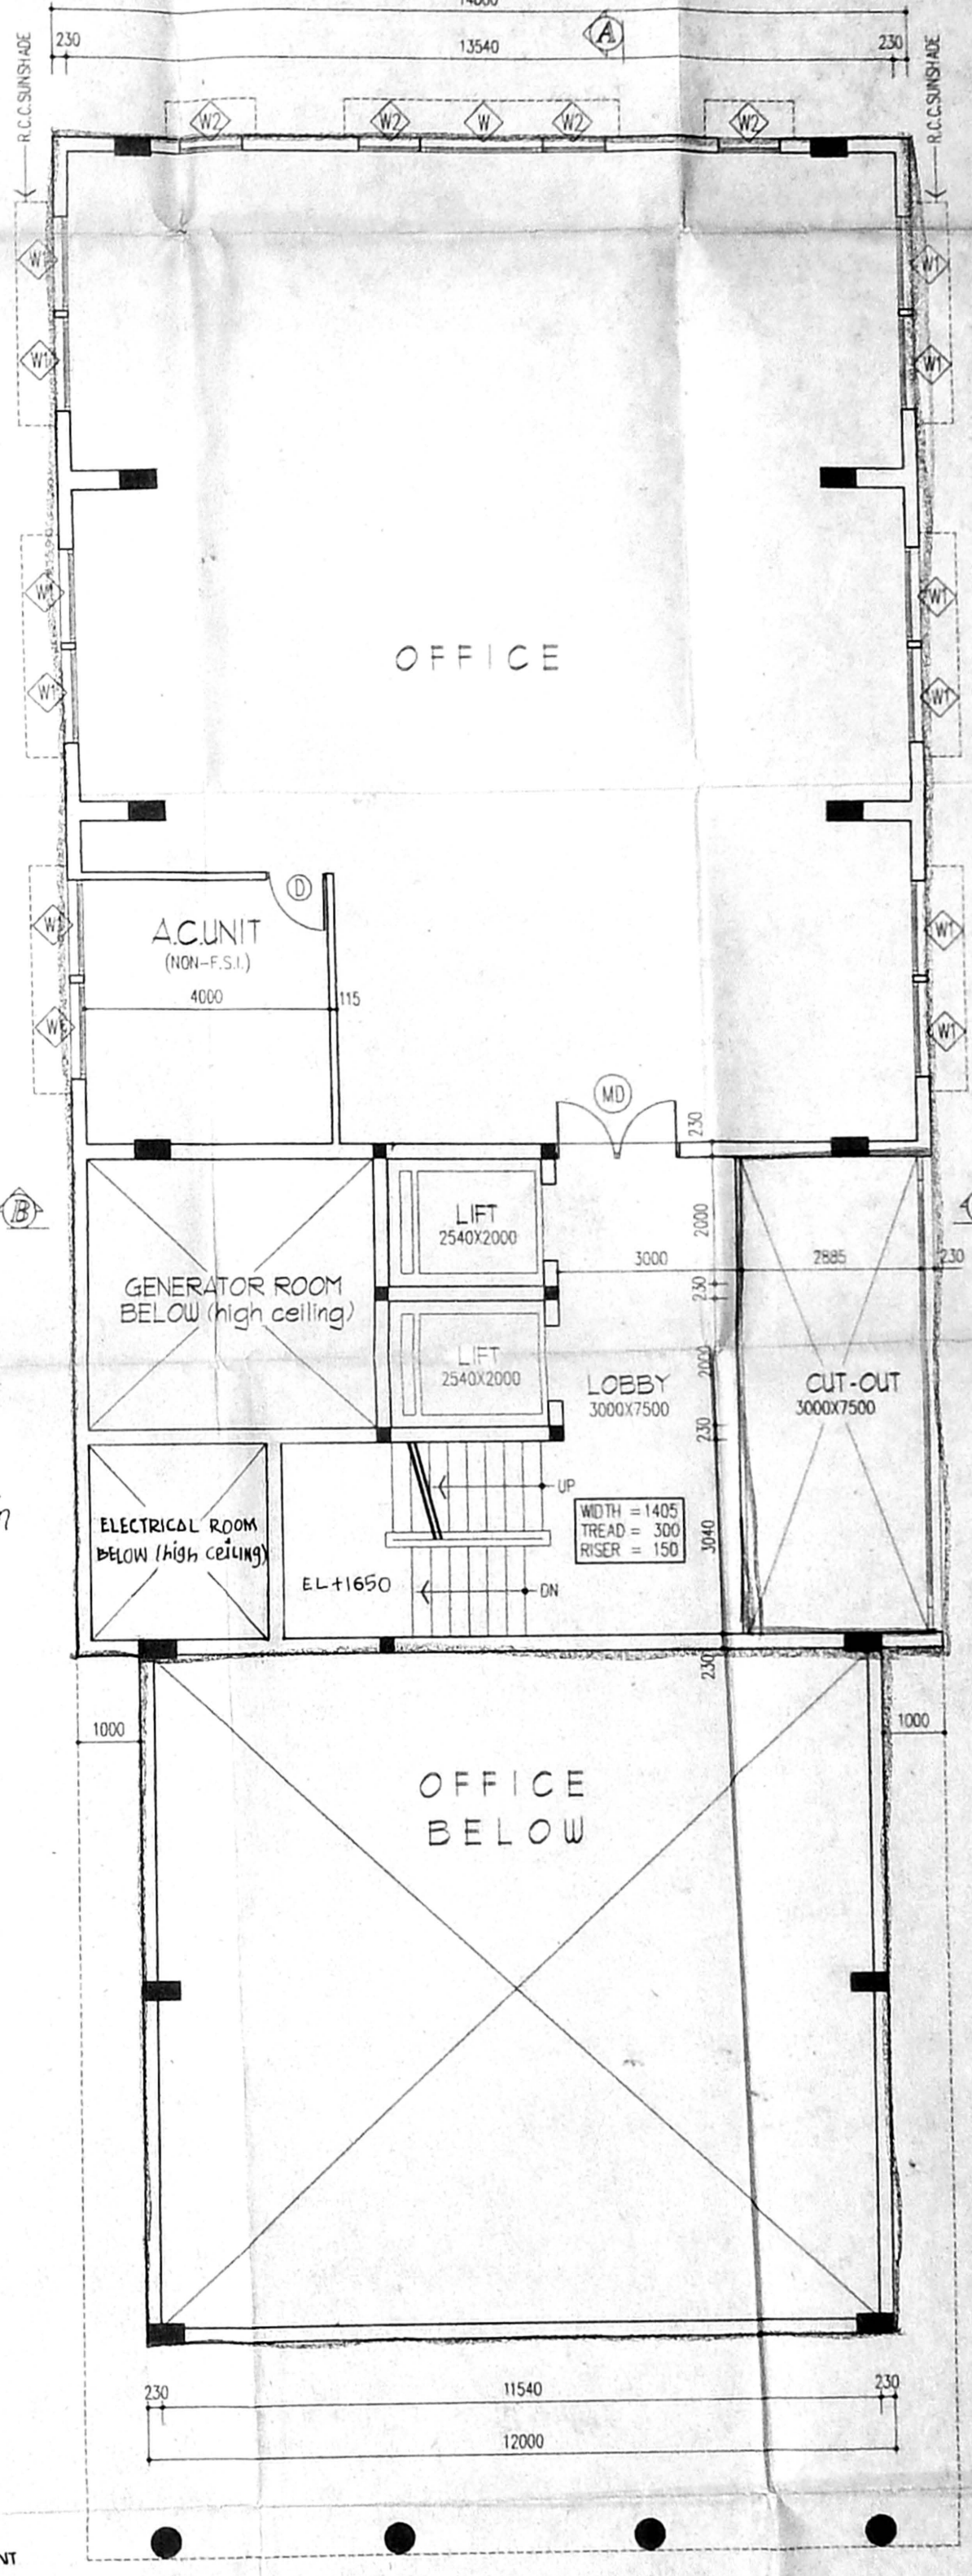 230
13540
A
230
R.C.C.SUNSHADE
R.C.C.SUNSHADE
W2
W2
W
W2
W2
W1
W1
W1
W1
W1
W1
W1
W1
OFFICE
D
A.C.UNIT
(NON-F.S.I.)
4000
115
W1
W1
MD
230
B
LIFT
2540X2000
2000
3000
2885
230
GENERATOR ROOM
BELOW (high ceiling)
230
LIFT
2540X2000
2000
LOBBY
3000X7500
CUT-OUT
3000X7500
230
UP
WIDTH = 1405
TREAD = 300
RISER = 150
3040
ELECTRICAL ROOM
BELOW (high ceiling)
EL+1650
DN
230
1000
1000
OFFICE
BELOW
230
11540
230
12000